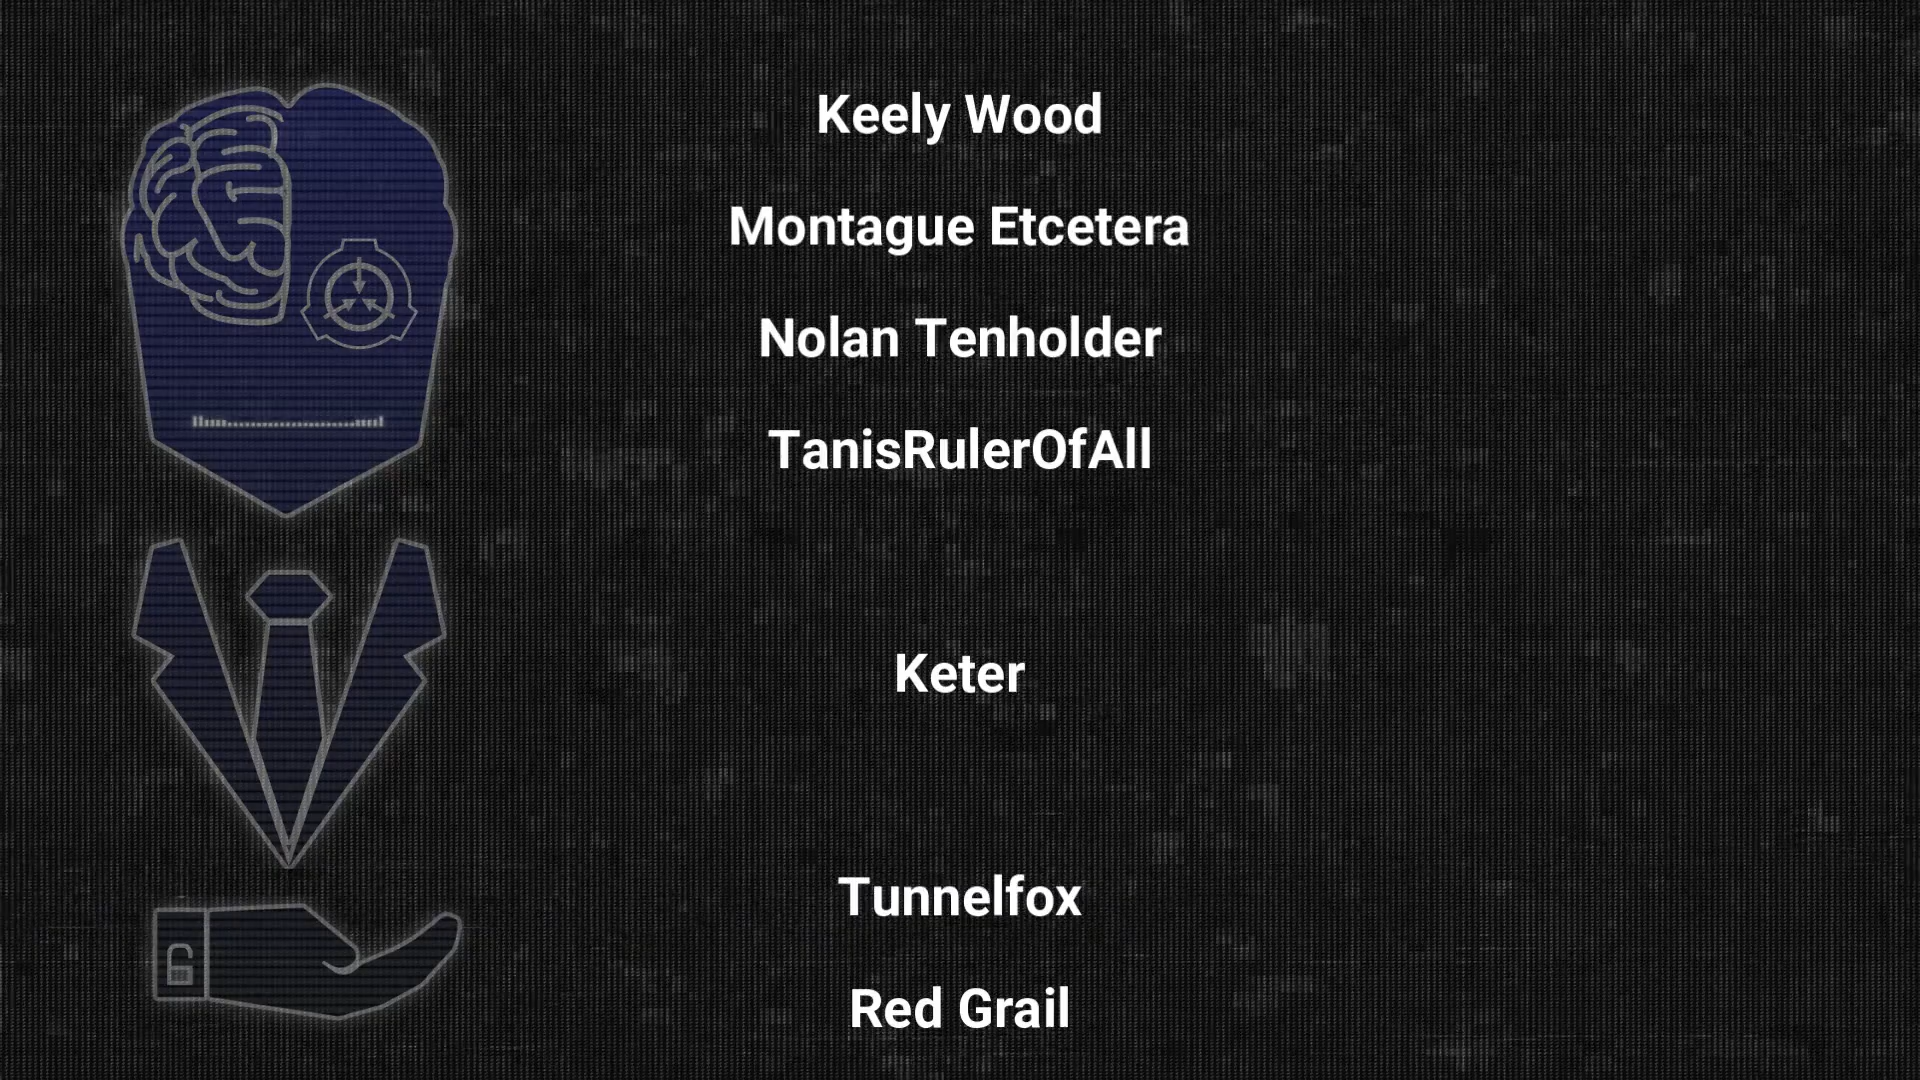 Keely Wood
Montague Etcetera
Nolan Tenholder
TanisRulerOfAll
Keter
Tunnelfox
Red Grail